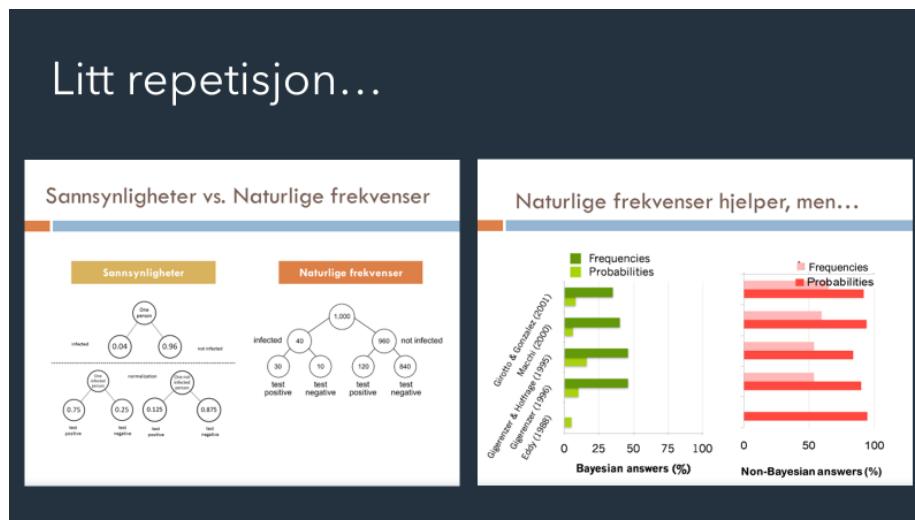 Litt repetisjon...
Sannsynligheter vs. Naturlige frekvenser
Sannsynligheter
Naturlige frekvenser
One
person
infected
0.04
0.96
not infected
normalization
One
infected
person
One not
infected
person
0.75
0.25
0.125
0.875
test
positive
test
negative
test
positive
test
negative
1,000
infected
40
960
not infected
30
10
120
840
test
positive
test
negative
test
positive
test
negative
Naturlige frekvenser hjelper, men...
Frequencies
Probabilities
Girotto & Gonzalez (2001)
Macchi (2000)
Gigerenzer & Hoffrage (1995)
Gigerenzer (1996)
Eddy (1988)
0 25 50 75 100
Bayesian answers (%)
Frequencies
Probabilities
0 50 100
Non-Bayesian answers (%)